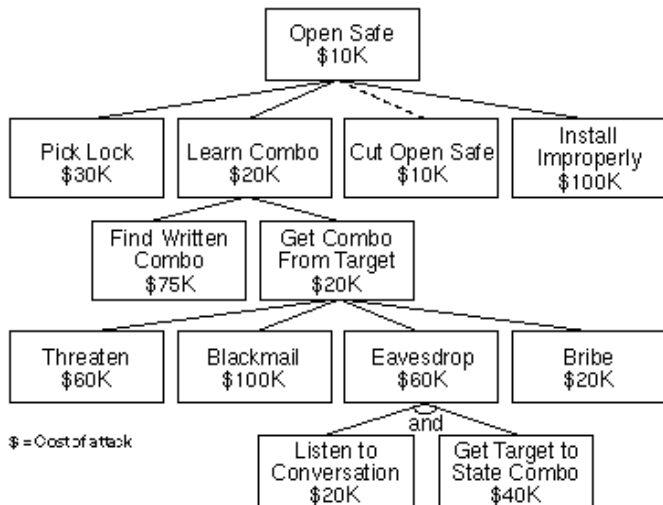 Open Safe
$10K
Pick Lock
$30K
Learn Combo
$20K
Cut Open Safe
$10K
Install
Improperly
$100K
Find Written
Combo
$75K
Get Combo
From Target
$20K
Threaten
$60K
Blackmail
$100K
Eavesdrop
$60K
Bribe
$20K
and
$ = Cost of attack
Listen to
Conversation
$20K
Get Target to
State Combo
$40K